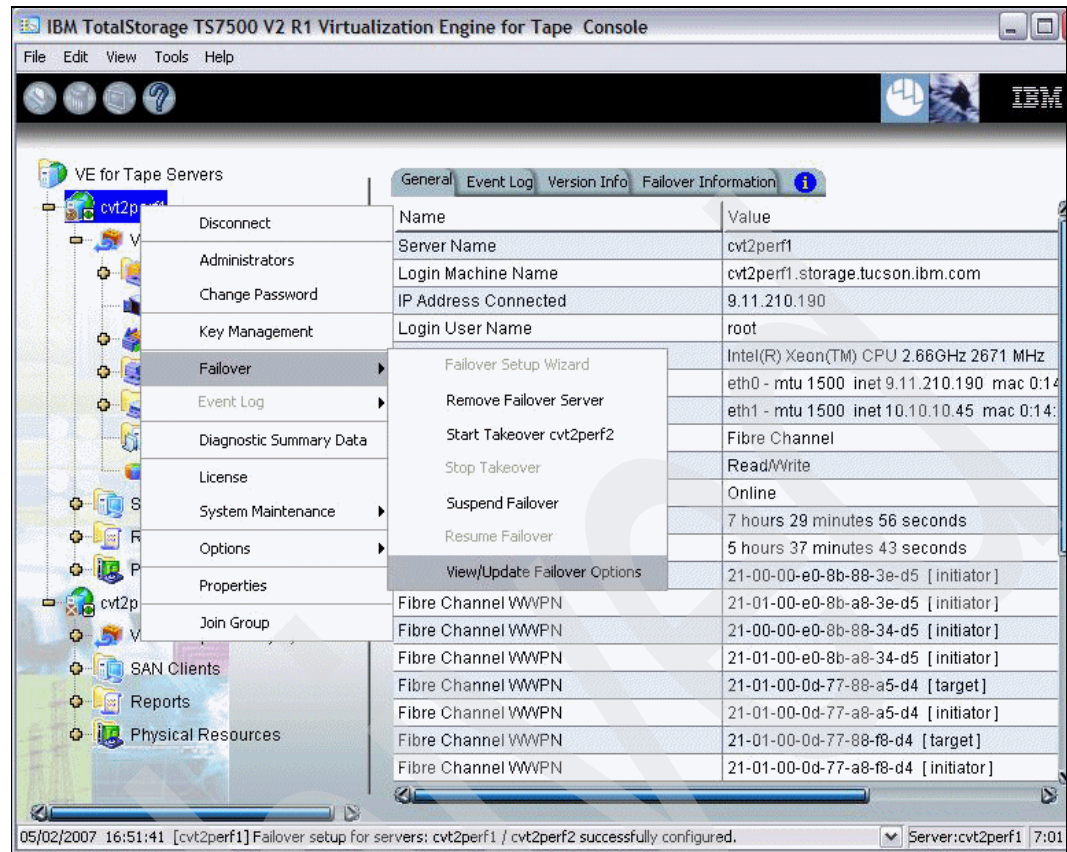 IBM TotalStorage TS7500 V2 R1 Virtualization Engine for Tape Console
File Edit View Tools Help
IBM
VE for Tape Servers
cvt2perf1
V
S
R
P
cvt2p
V
SAN Clients
Reports
Physical Resources
Disconnect
Administrators
Change Password
Key Management
Failover
Event Log
Diagnostic Summary Data
License
System Maintenance
Options
Properties
Join Group
Failover Setup Wizard
Remove Failover Server
Start Takeover cvt2perf2
Stop Takeover
Suspend Failover
Resume Failover
View/Update Failover Options
General Event Log Version Info Failover Information i
Name Value
Server Name cvt2perf1
Login Machine Name cvt2perf1.storage.tucson.ibm.com
IP Address Connected 9.11.210.190
Login User Name root
Intel(R) Xeon(TM) CPU 2.66GHz 2671 MHz
eth0 - mtu 1500 inet 9.11.210.190 mac 0:14
eth1 - mtu 1500 inet 10.10.10.45 mac 0:14:
Fibre Channel
Read/Write
Online
7 hours 29 minutes 56 seconds
5 hours 37 minutes 43 seconds
21-00-00-e0-8b-88-3e-d5 [initiator]
Fibre Channel WWPN 21-01-00-e0-8b-a8-3e-d5 [initiator]
Fibre Channel WWPN 21-00-00-e0-8b-88-34-d5 [initiator]
Fibre Channel WWPN 21-01-00-e0-8b-a8-34-d5 [initiator]
Fibre Channel WWPN 21-01-00-0d-77-88-a5-d4 [target]
Fibre Channel WWPN 21-01-00-0d-77-a8-a5-d4 [initiator]
Fibre Channel WWPN 21-01-00-0d-77-88-f8-d4 [target]
Fibre Channel WWPN 21-01-00-0d-77-a8-f8-d4 [initiator]
05/02/2007 16:51:41 [cvt2perf1] Failover setup for servers: cvt2perf1 / cvt2perf2 successfully configured. Server:cvt2perf1 7:01